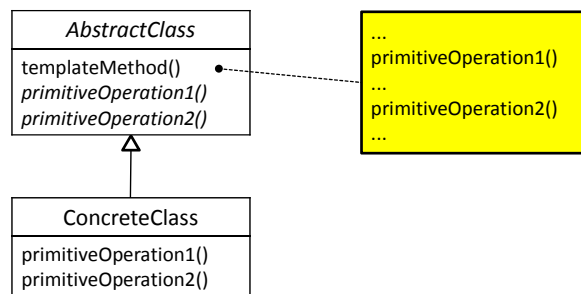 AbstractClass
templateMethod()
primitiveOperation1()
primitiveOperation2()
...
primitiveOperation1()
...
primitiveOperation2()
...
ConcreteClass
primitiveOperation1()
primitiveOperation2()